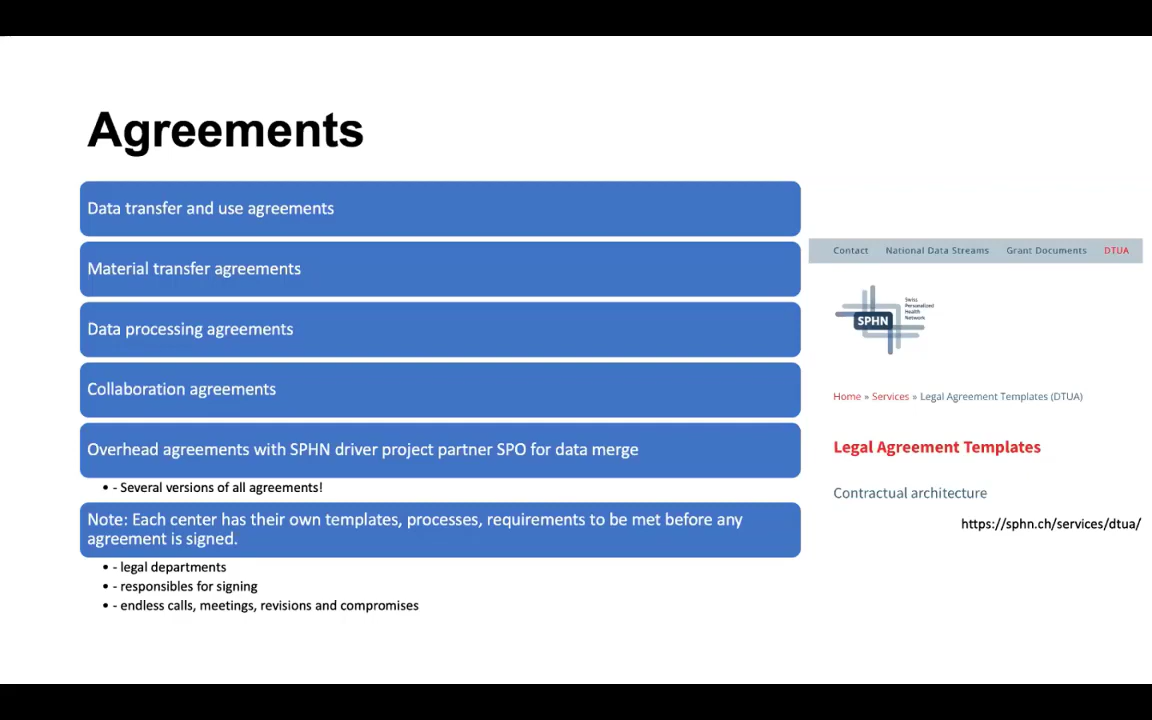 Agreements
Data transfer and use agreements
Material transfer agreements
Data processing agreements
Collaboration agreements
Overhead agreements with SPHN driver project partner SPO for data merge
• - Several versions of all agreements!
Note: Each center has their own templates, processes, requirements to be met before any
agreement is signed.
• - legal departments
• - responsibles for signing
• - endless calls, meetings, revisions and compromises
Contact National Data Streams Grant Documents DTUA
SPHN
Swiss
Personalized
Health
Network
Home » Services » Legal Agreement Templates (DTUA)
Legal Agreement Templates
Contractual architecture
https://sphn.ch/services/dtua/